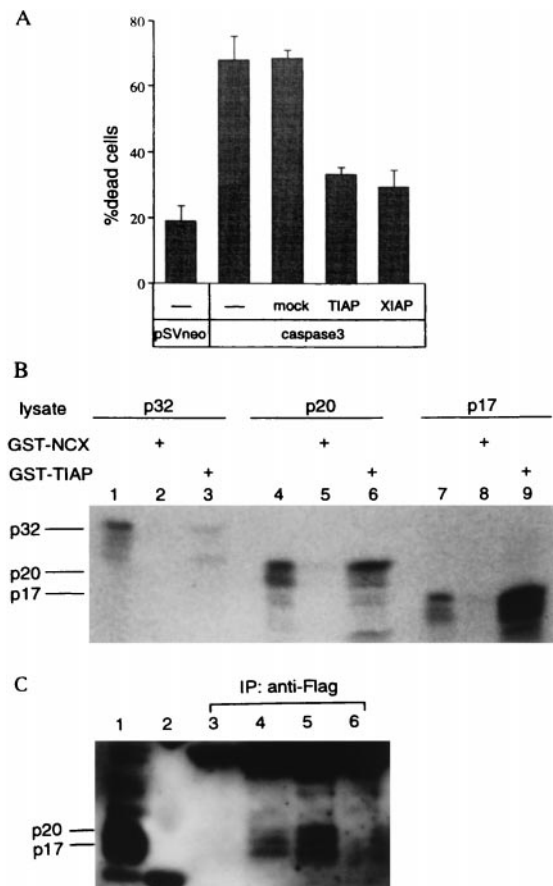 A
80
60
40
20
0
%dead cells
— — mock TIAP XIAP
pSVneo caspase3
B
lysate p32 p20 p17
GST-NCX + + +
GST-TIAP + + +
1 2 3 4 5 6 7 8 9
p32
p20
p17
C
IP: anti-Flag
1 2 3 4 5 6
p20
p17